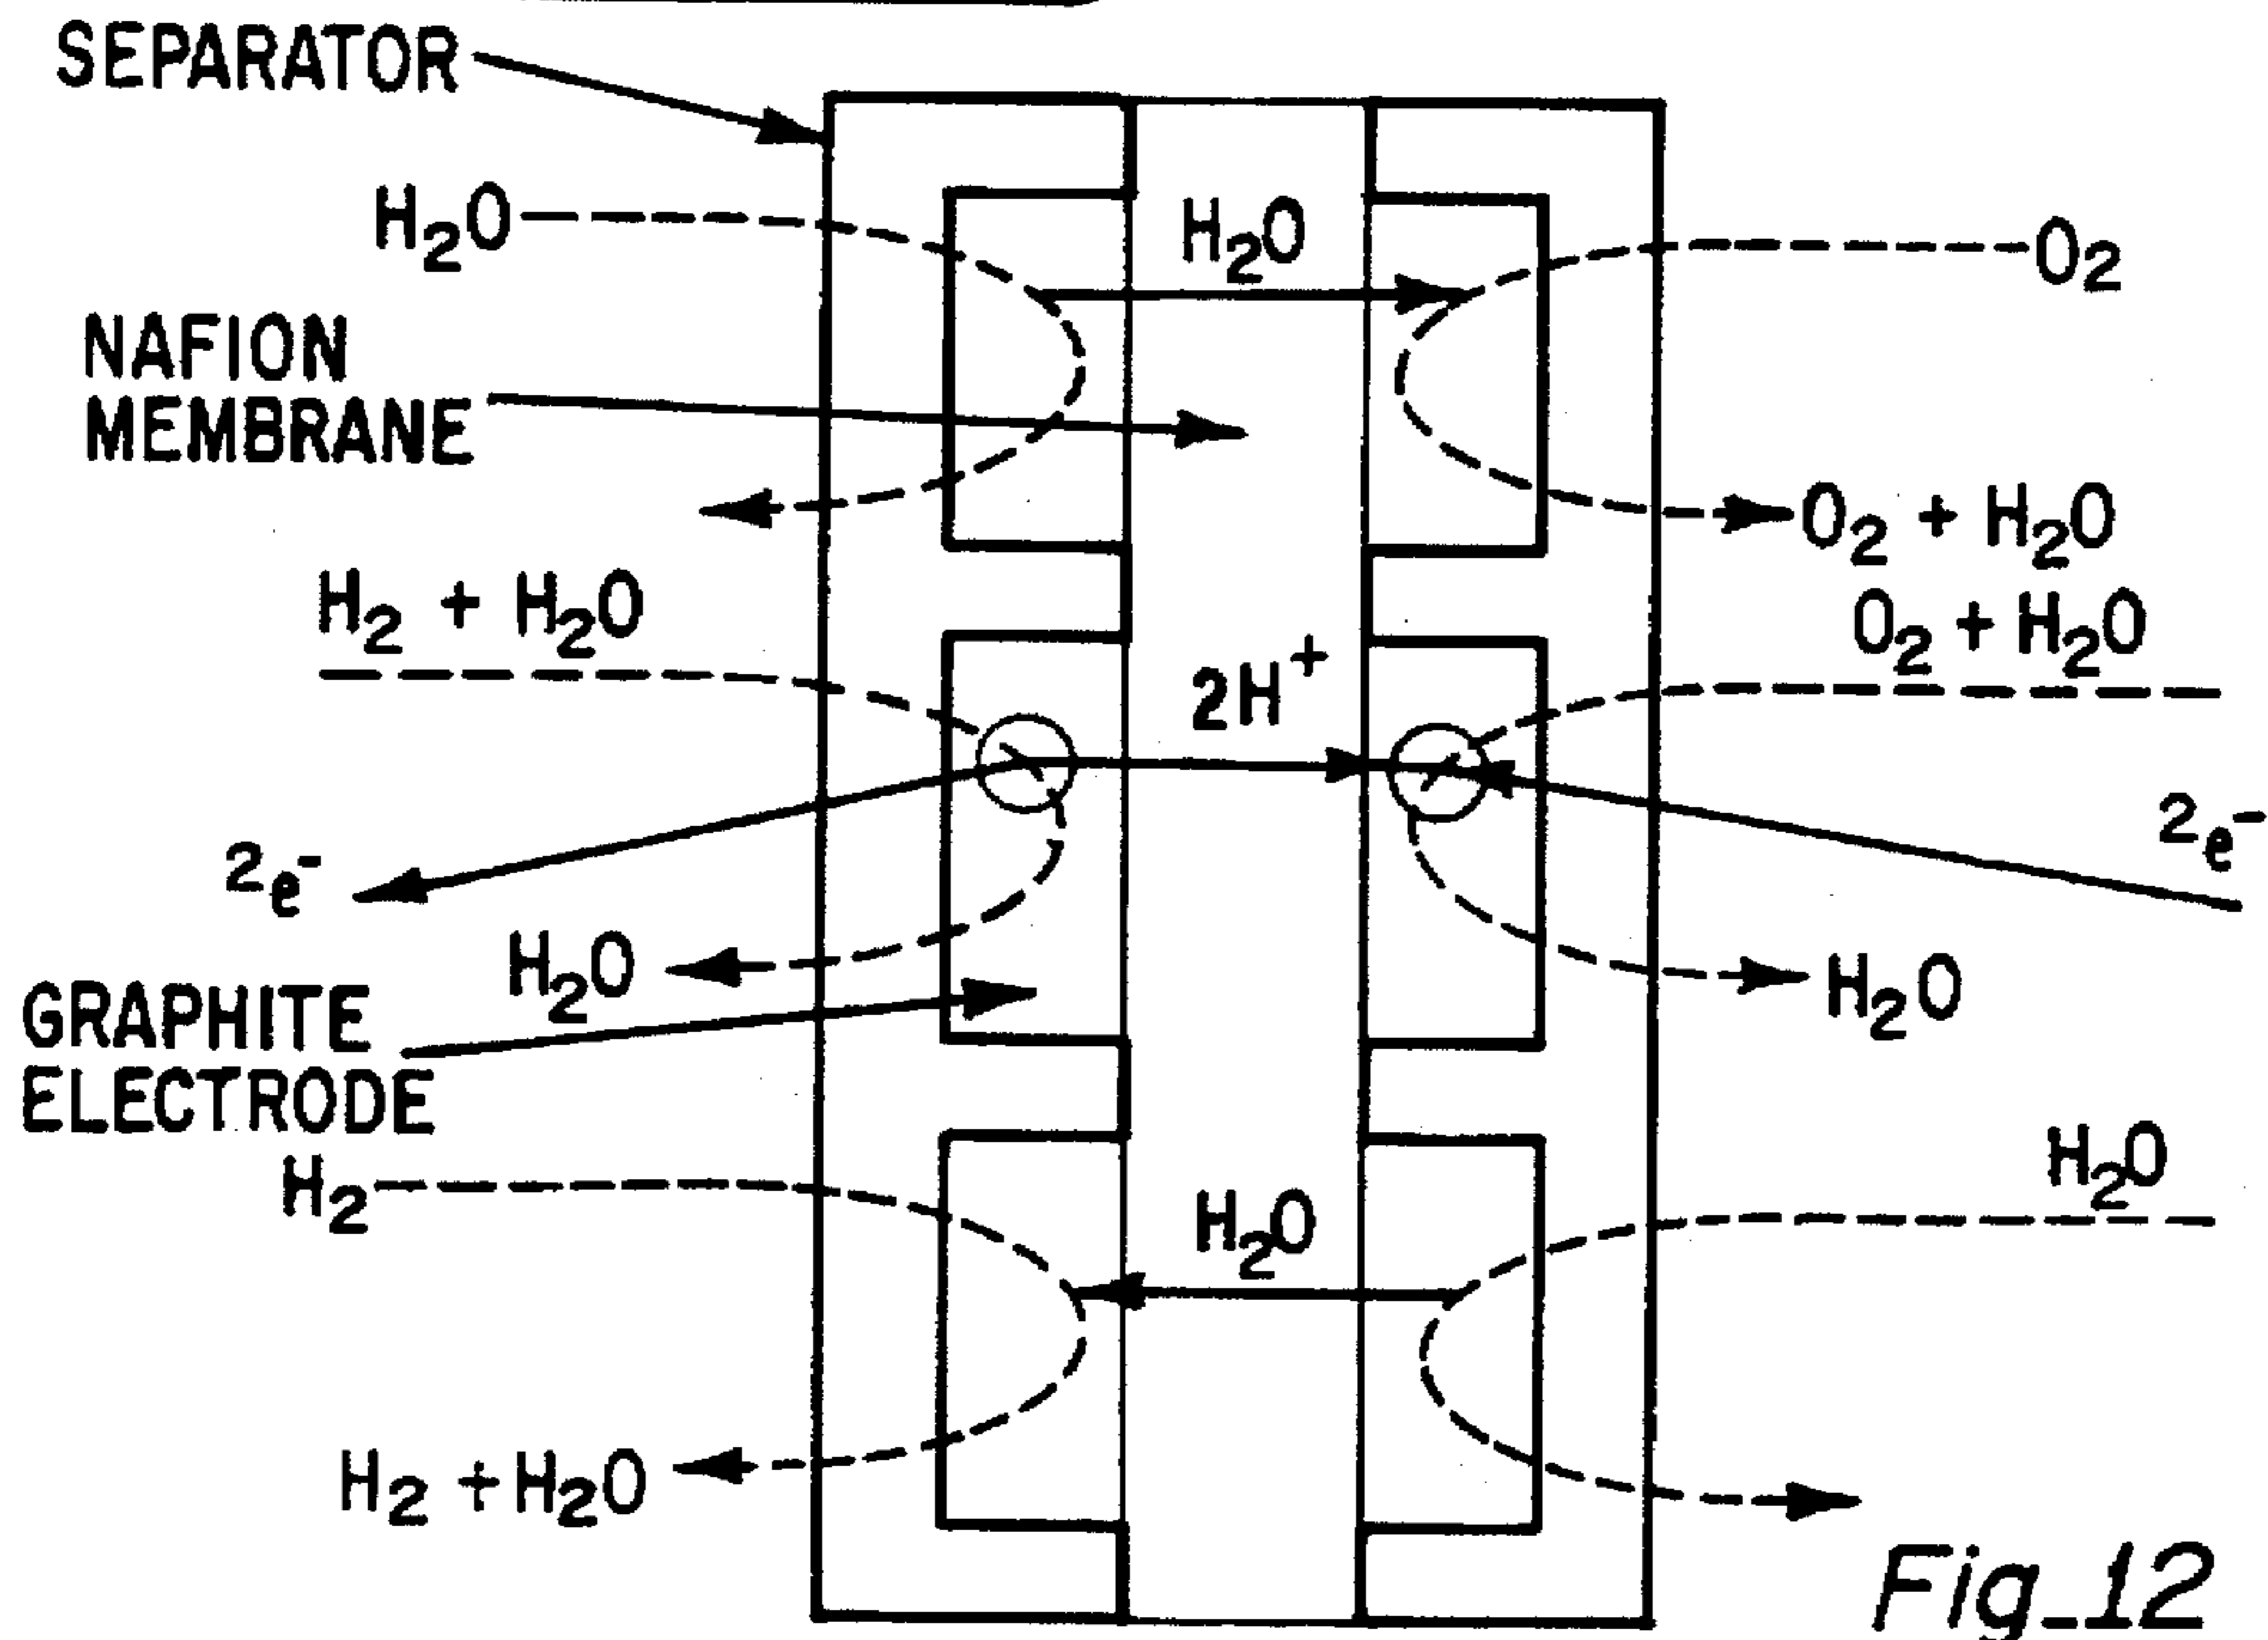 SEPARATOR
H₂O
H₂O
O₂
NAFION
MEMBRANE
O₂ + H₂O
H₂ + H₂O
O₂ + H₂O
2H⁺
2e⁻
2e⁻
H₂O
H₂O
GRAPHITE
ELECTRODE
H₂
H₂O
H₂O
H₂ + H₂O
Fig_12